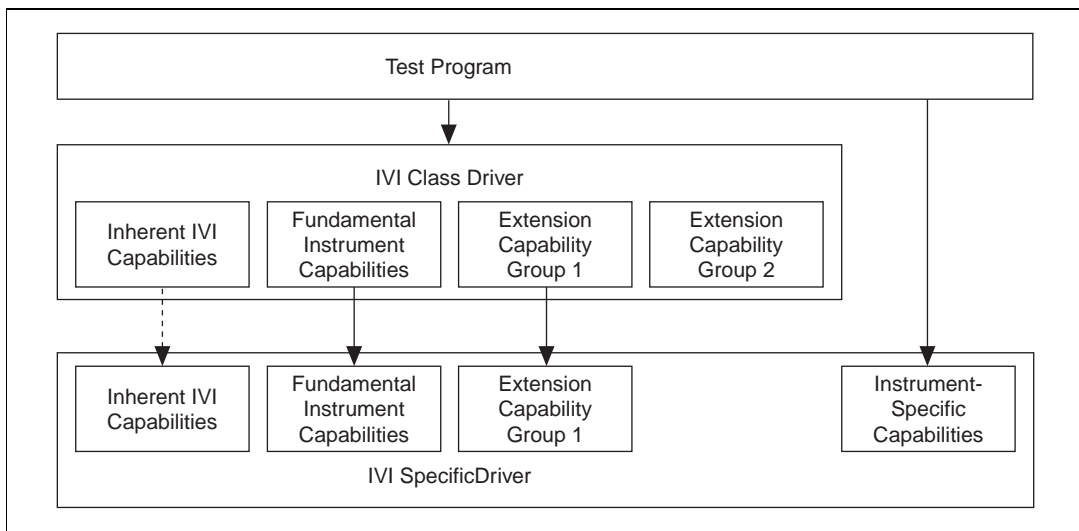 Test Program
IVI Class Driver
Inherent IVI
Capabilities
Fundamental
Instrument
Capabilities
Extension
Capability
Group 1
Extension
Capability
Group 2
Inherent IVI
Capabilities
Fundamental
Instrument
Capabilities
Extension
Capability
Group 1
Instrument-
Specific
Capabilities
IVI SpecificDriver